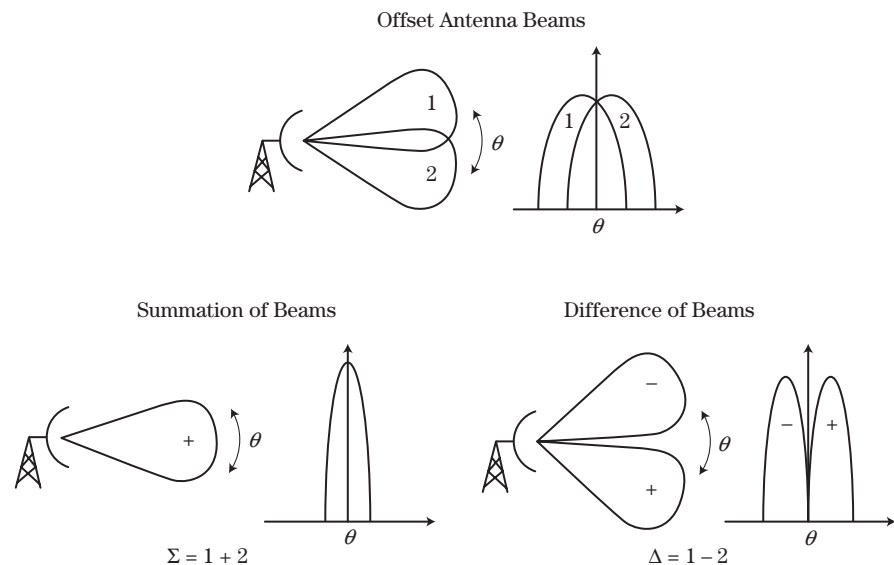 Offset Antenna Beams
1
2
θ
1 2
θ
Summation of Beams
+
θ
θ
Σ = 1 + 2
Difference of Beams
–
+
θ
– +
θ
Δ = 1 – 2